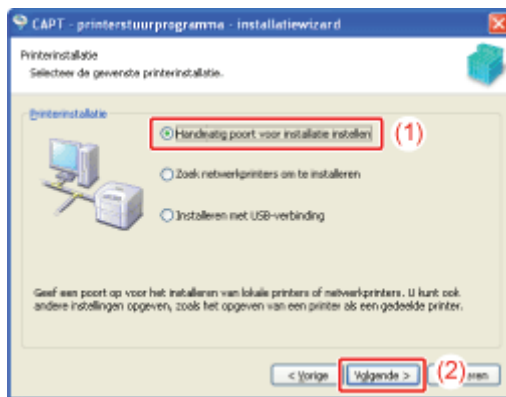 CAPT - printerstuurprogramma - installatiewizard
Printerinstallatie
Selecteer de gewenste printerinstallatie.
Printerinstallatie
Handmatig poort voor installatie instellen
(1)
Zoek netwerkprinters om te installeren
Installeren met USB-verbinding
Geef een poort op voor het installeren van lokale printers of netwerkprinters. U kunt ook
andere instellingen opgeven, zoals het opgeven van een printer als een gedeelde printer.
< Vorige
Volgende >
(2)
eren